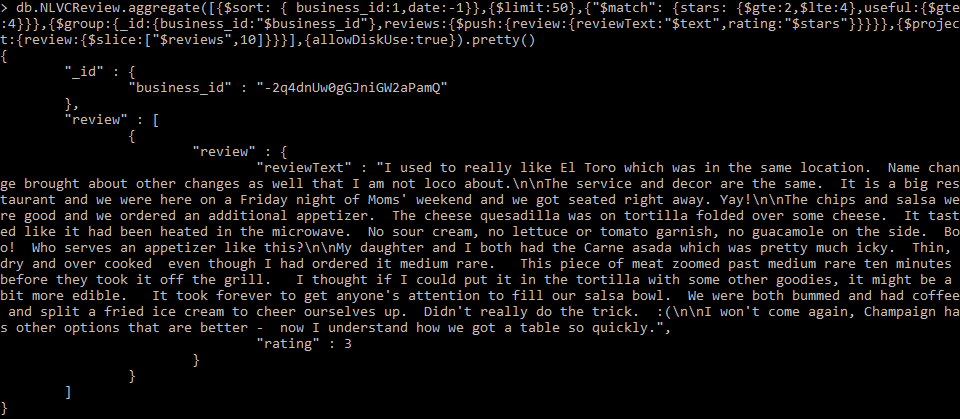 > db.NLVCReview.aggregate([{$sort: { business_id:1,date:-1}},{$limit:50},{"$match": {stars: {$gte:2,$lte:4},useful:{$gte
:4}}},{$group:{_id:{business_id:"$business_id"},reviews:{$push:{review:{reviewText:"$text",rating:"$stars"}}}}},{$projec
t:{review:{$slice:["$reviews",10]}}}],{allowDiskUse:true}).pretty()
{
"_id" : {
"business_id" : "-2q4dnUw0gGJniGW2aPamQ"
},
"review" : [
{
"review" : {
"reviewText" : "I used to really like El Toro which was in the same location.  Name chan
ge brought about other changes as well that I am not loco about.\n\nThe service and decor are the same.  It is a big res
taurant and we were here on a Friday night of Moms' weekend and we got seated right away. Yay!\n\nThe chips and salsa we
re good and we ordered an additional appetizer.  The cheese quesadilla was on tortilla folded over some cheese.  It tast
ed like it had been heated in the microwave.  No sour cream, no lettuce or tomato garnish, no guacamole on the side.  Bo
o!  Who serves an appetizer like this?\n\nMy daughter and I both had the Carne asada which was pretty much icky.  Thin,
dry and over cooked  even though I had ordered it medium rare.   This piece of meat zoomed past medium rare ten minutes
before they took it off the grill.   I thought if I could put it in the tortilla with some other goodies, it might be a
bit more edible.   It took forever to get anyone's attention to fill our salsa bowl.  We were both bummed and had coffee
and split a fried ice cream to cheer ourselves up.  Didn't really do the trick.  :(\n\nI won't come again, Champaign ha
s other options that are better -  now I understand how we got a table so quickly.",
"rating" : 3
}
}
]
}